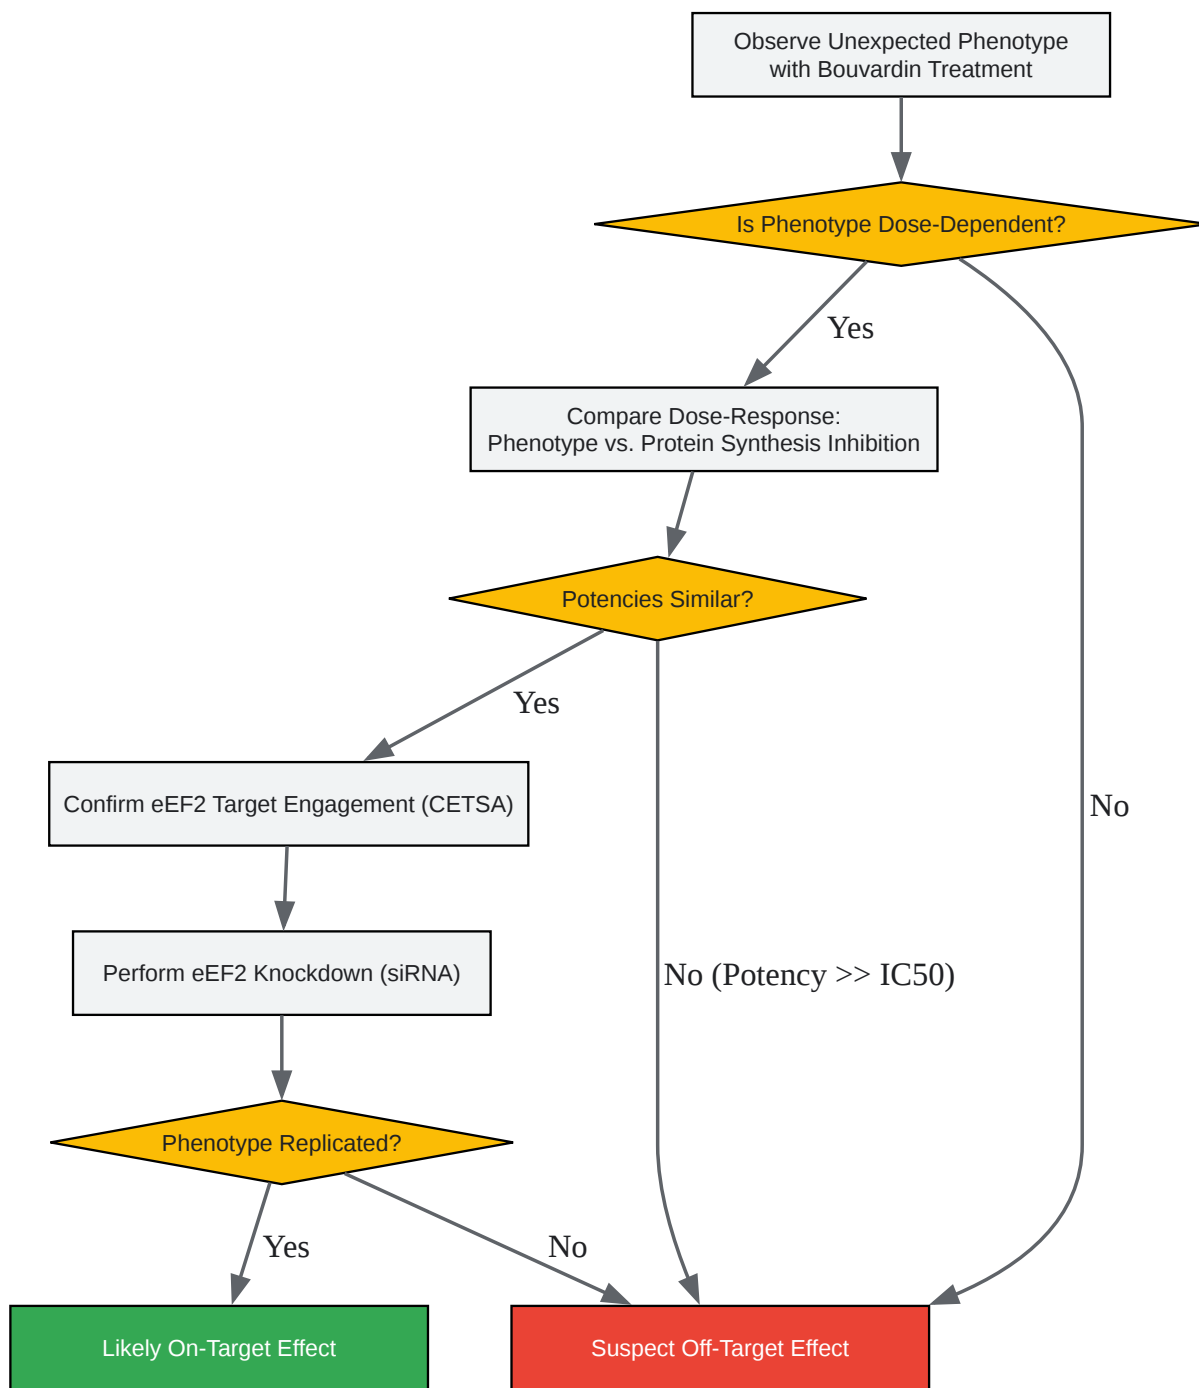 Observe Unexpected Phenotype
with Bouvardin Treatment
Is Phenotype Dose-Dependent?
Yes
Compare Dose-Response:
Phenotype vs. Protein Synthesis Inhibition
Potencies Similar?
Yes
Confirm eEF2 Target Engagement (CETSA)
No
Perform eEF2 Knockdown (siRNA)
No (Potency >> IC50)
Phenotype Replicated?
Yes
No
Likely On-Target Effect
Suspect Off-Target Effect